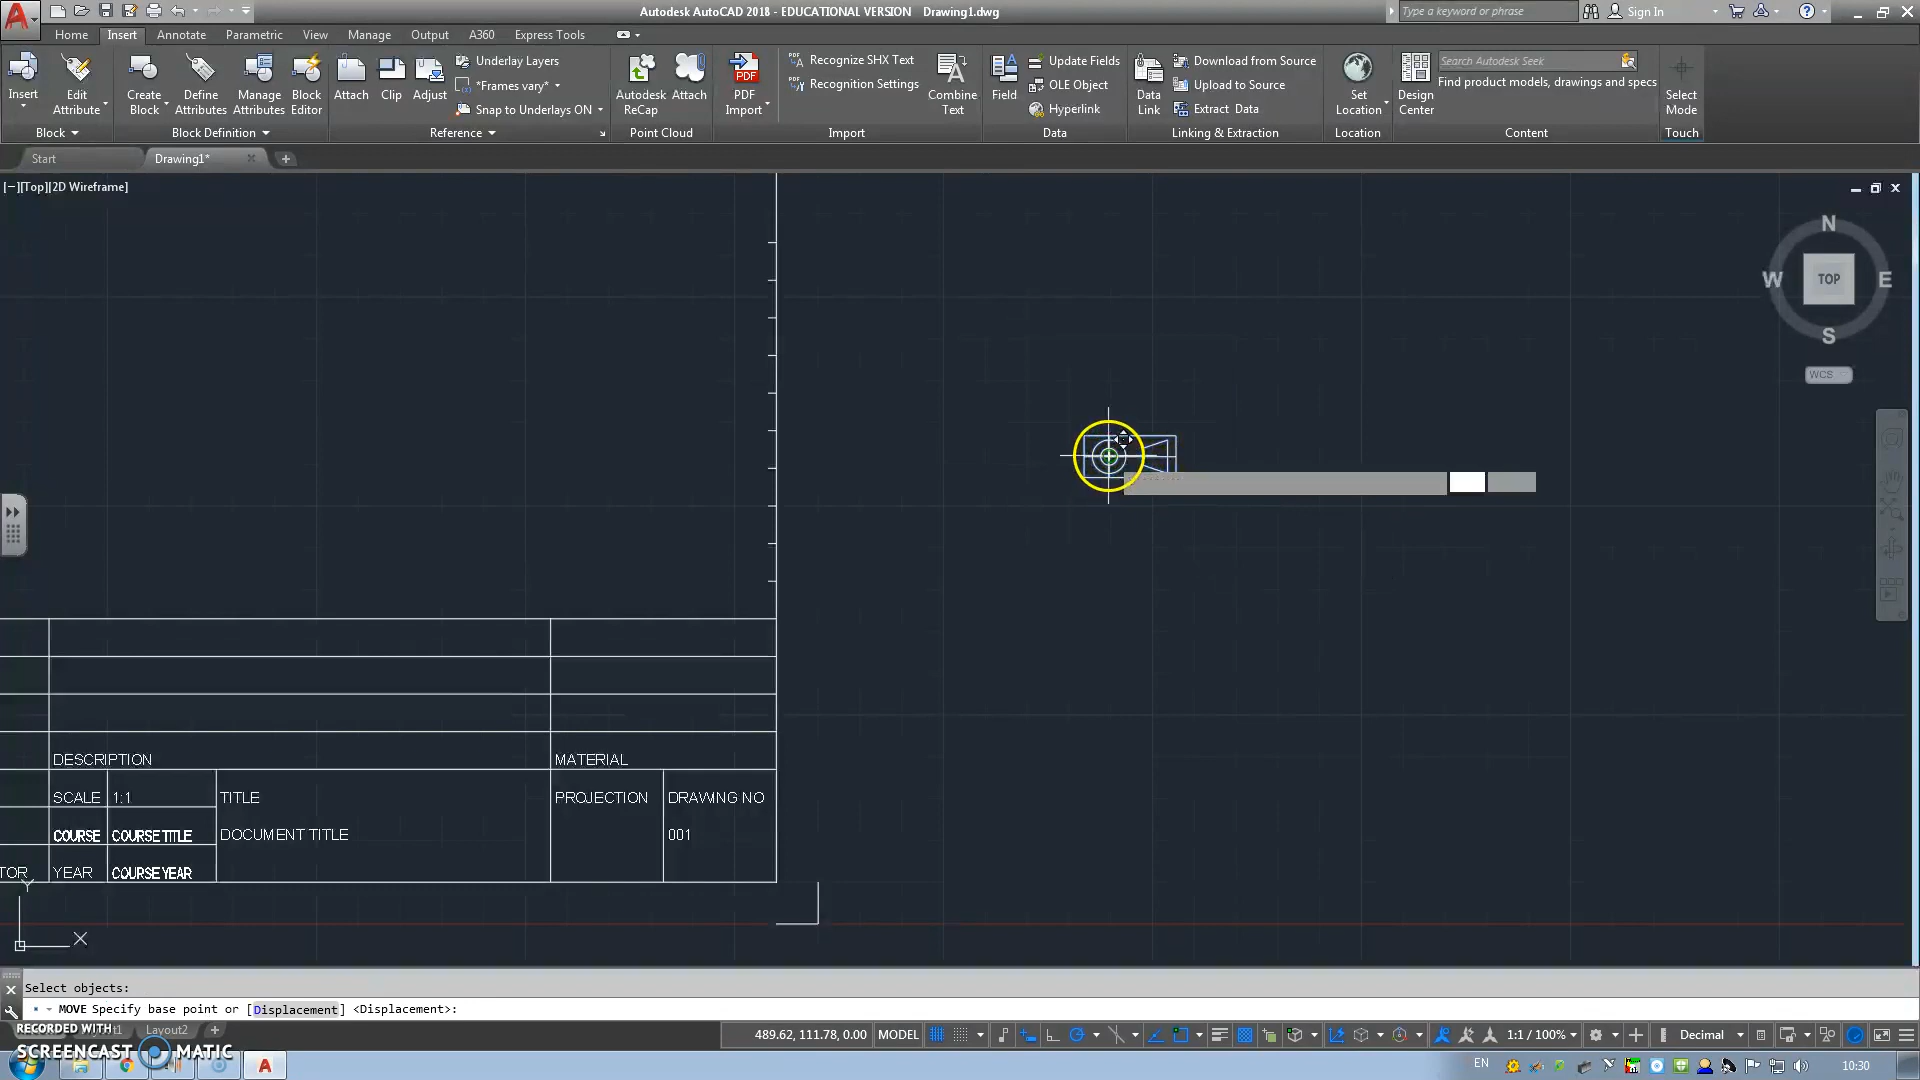 Autodesk AutoCAD 2018 - EDUCATIONAL VERSION Drawing1.dwg
Type a keyword or phrase
Sign In
Home Insert Annotate Parametric View Manage Output A360 Express Tools
Insert
Edit Attribute
Create Block
Define Attributes
Manage Attributes
Block Editor
Attach
Clip
Adjust
Underlay Layers
*Frames vary*
Snap to Underlays ON
Autodesk ReCap
Attach
PDF
PDF Import
Recognize SHX Text
Recognition Settings
Combine Text
Field
Update Fields
OLE Object
Hyperlink
Data Link
Download from Source
Upload to Source
Extract Data
Set Location
Design Center
Search Autodesk Seek
Find product models, drawings and specs
Select Mode
Block
Block Definition
Reference
Point Cloud
Import
Data
Linking & Extraction
Location
Content
Touch
Start
Drawing1*
[−][Top][2D Wireframe]
N
W TOP E
S
WCS
DESCRIPTION
MATERIAL
SCALE 1:1 TITLE
PROJECTION DRAWING NO
COURSE COURSE TITLE DOCUMENT TITLE
001
TOR YEAR COURSE YEAR
Y
X
Select objects:
MOVE Specify base point or [Displacement] <Displacement>:
Layout2
489.62, 111.78, 0.00 MODEL
1:1 / 100%
Decimal
RECORDED WITH
SCREENCAST MATIC
EN
10:30